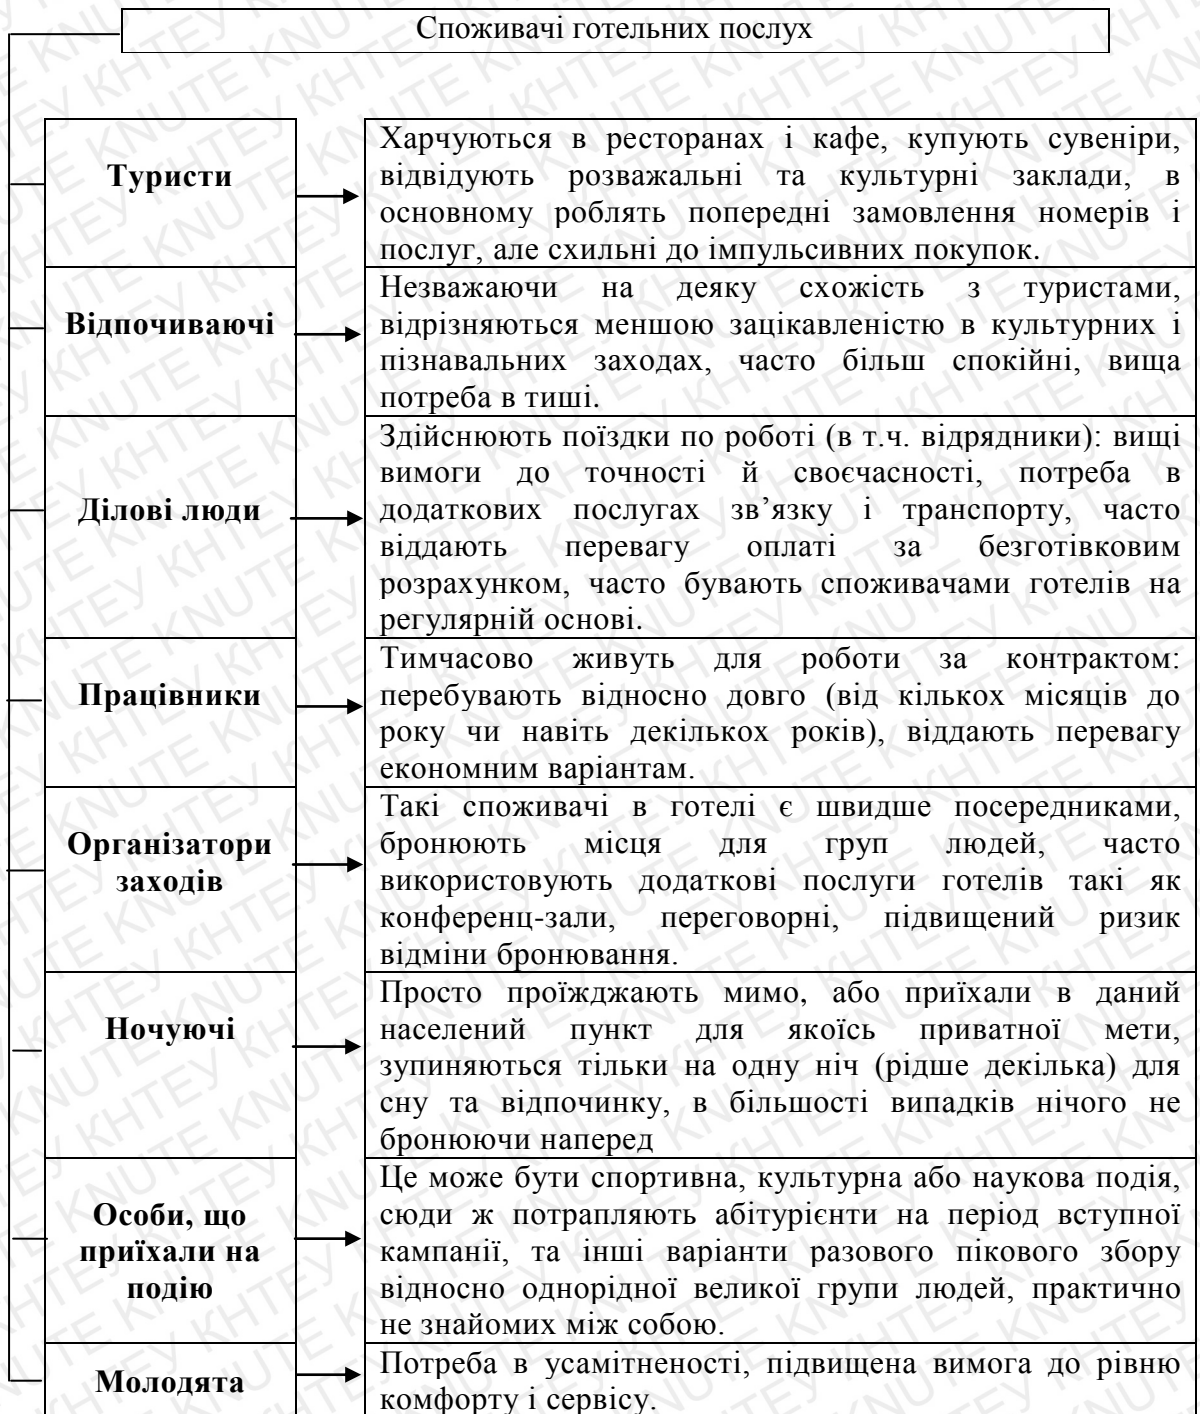 Споживачі готельних послух
Туристи
Харчуються в ресторанах і кафе, купують сувеніри,
відвідують розважальні та культурні заклади, в
основному роблять попередні замовлення номерів і
послуг, але схильні до імпульсивних покупок.
Відпочиваючі
Незважаючи на деяку схожість з туристами,
відрізняються меншою зацікавленістю в культурних і
пізнавальних заходах, часто більш спокійні, вища
потреба в тиші.
Ділові люди
Здійснюють поїздки по роботі (в т.ч. відрядники): вищі
вимоги до точності й своєчасності, потреба в
додаткових послугах зв’язку і транспорту, часто
віддають перевагу оплаті за безготівковим
розрахунком, часто бувають споживачами готелів на
регулярній основі.
Працівники
Тимчасово живуть для роботи за контрактом:
перебувають відносно довго (від кількох місяців до
року чи навіть декількох років), віддають перевагу
економним варіантам.
Організатори
заходів
Такі споживачі в готелі є швидше посередниками,
бронюють місця для груп людей, часто
використовують додаткові послуги готелів такі як
конференц-зали, переговорні, підвищений ризик
відміни бронювання.
Ночуючі
Просто проїжджають мимо, або приїхали в даний
населений пункт для якоїсь приватної мети,
зупиняються тільки на одну ніч (рідше декілька) для
сну та відпочинку, в більшості випадків нічого не
бронюючи наперед
Особи, що
приїхали на
подію
Це може бути спортивна, культурна або наукова подія,
сюди ж потрапляють абітурієнти на період вступної
кампанії, та інші варіанти разового пікового збору
відносно однорідної великої групи людей, практично
не знайомих між собою.
Молодята
Потреба в усамітненості, підвищена вимога до рівню
комфорту і сервісу.